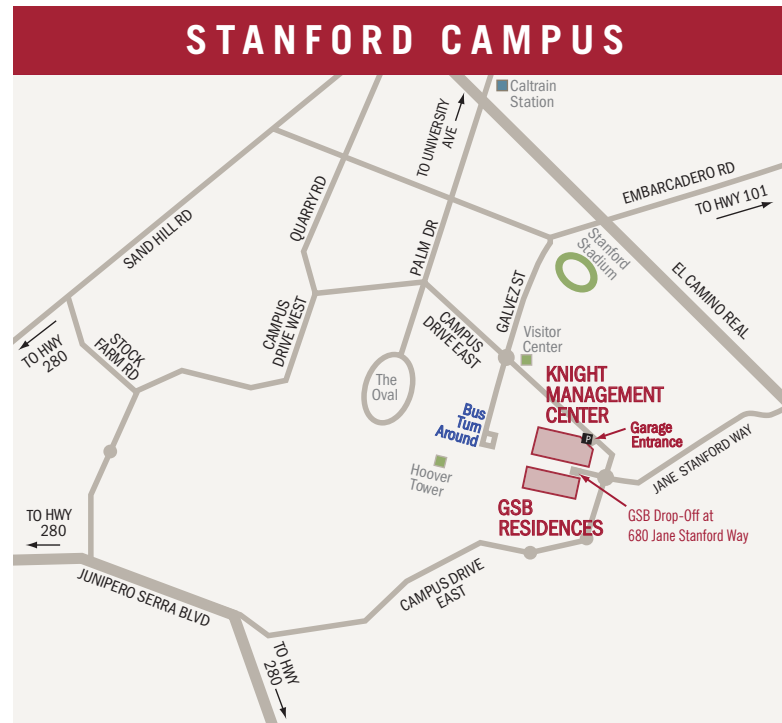 STANFORD CAMPUS
Caltrain
Station
TO UNIVERSITY
AVE
EMBARCADERO RD
TO HWY 101
SAND HILL RD
QUARRY RD
PALM DR
Stanford
Stadium
EL CAMINO REAL
GALVEZ ST
CAMPUS
DRIVE WEST
CAMPUS
DRIVE EAST
TO HWY
280
STOCK
FARM RD
Visitor
Center
The
Oval
KNIGHT
MANAGEMENT
CENTER
Bus
Turn
Around
P
Garage
Entrance
JANE STANFORD WAY
Hoover
Tower
GSB
RESIDENCES
GSB Drop-Off at
680 Jane Stanford Way
TO HWY
280
JUNIPERO SERRA BLVD
CAMPUS DRIVE
EAST
TO HWY
280